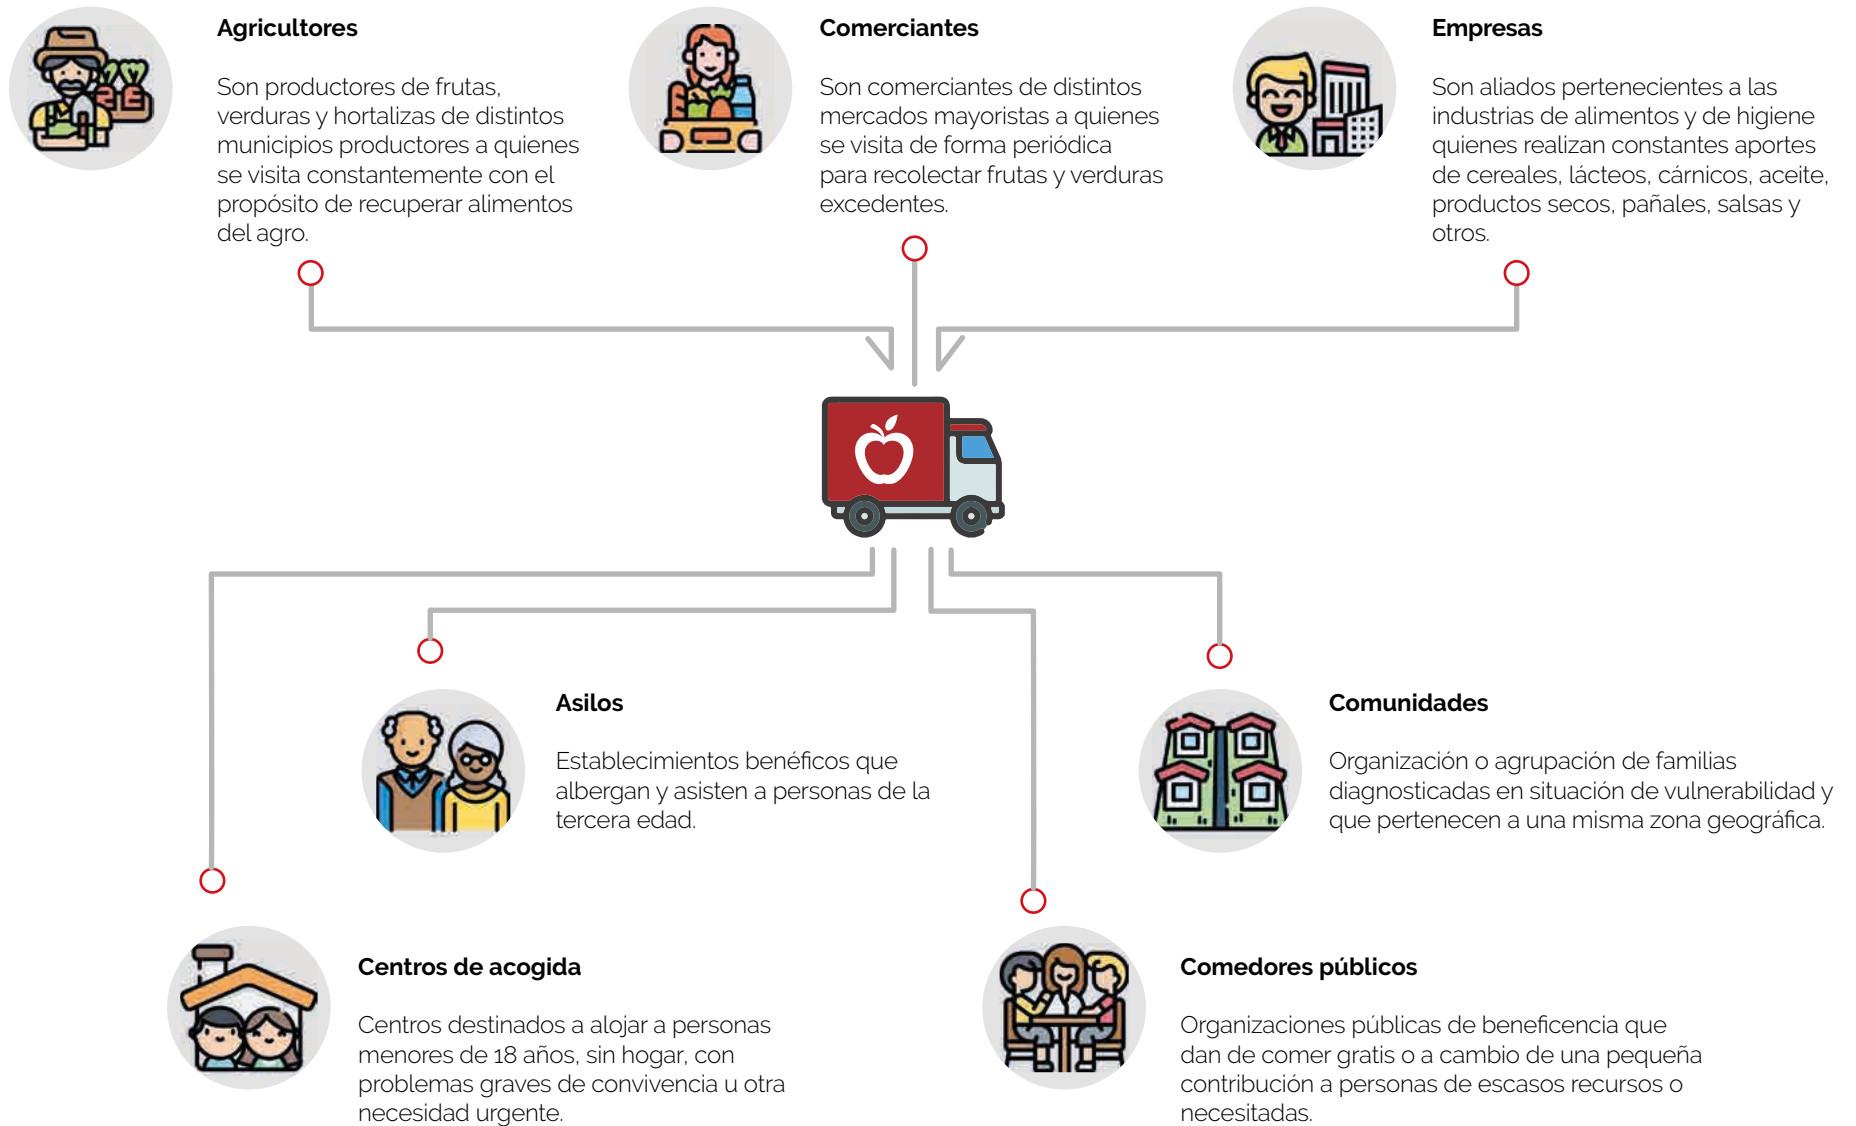 Agricultores
Son productores de frutas,
verduras y hortalizas de distintos
municipios productores a quienes
se visita constantemente con el
propósito de recuperar alimentos
del agro.
Comerciantes
Son comerciantes de distintos
mercados mayoristas a quienes
se visita de forma periódica
para recolectar frutas y verduras
excedentes.
Empresas
Son aliados pertenecientes a las
industrias de alimentos y de higiene
quienes realizan constantes aportes
de cereales, lácteos, cárnicos, aceite,
productos secos, pañales, salsas y
otros.
Asilos
Establecimientos benéficos que
albergan y asisten a personas de la
tercera edad.
Comunidades
Organización o agrupación de familias
diagnosticadas en situación de vulnerabilidad y
que pertenecen a una misma zona geográfica.
Centros de acogida
Centros destinados a alojar a personas
menores de 18 años, sin hogar, con
problemas graves de convivencia u otra
necesidad urgente.
Comedores públicos
Organizaciones públicas de beneficencia que
dan de comer gratis o a cambio de una pequeña
contribución a personas de escasos recursos o
necesitadas.